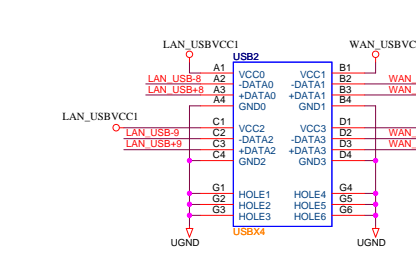 LAN_USBVCC1 WAN_USBVC
USB2
A1 VCC0 VCC1 B1
LAN_USB-8 A2 -DATA0 -DATA1 B2 WAN_
LAN_USB+8 A3 +DATA0 +DATA1 B3 WAN_
A4 GND0 GND1 B4
LAN_USBVCC1
C1 VCC2 VCC3 D1
LAN_USB-9 C2 -DATA2 -DATA3 D2 WAN_
LAN_USB+9 C3 +DATA2 +DATA3 D3 WAN_
C4 GND2 GND3 D4
G1 HOLE1 HOLE4 G4
G2 HOLE2 HOLE5 G5
G3 HOLE3 HOLE6 G6
USBX4
UGND UGND